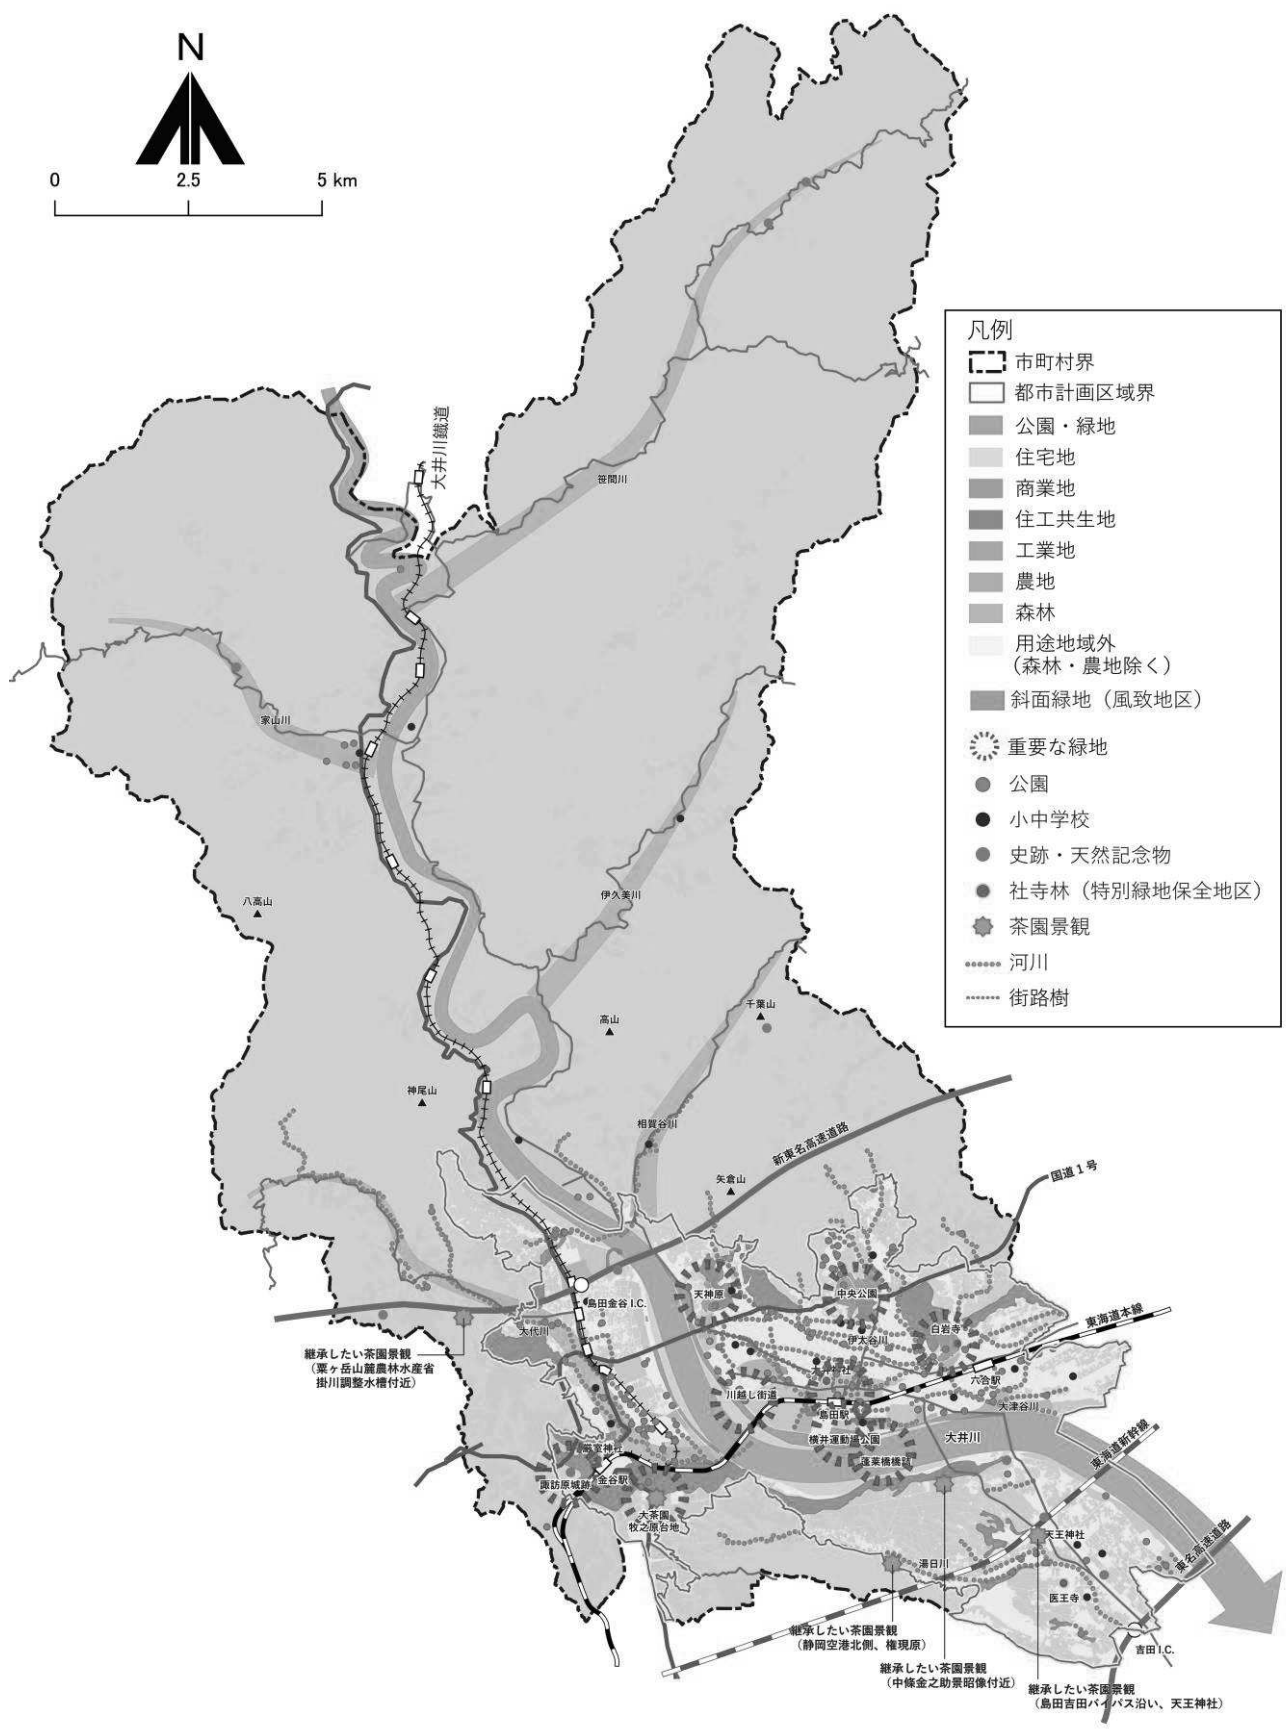 N
0 2.5 5 km
凡例
市町村界
都市計画区域界
公園・緑地
住宅地
商業地
住工共生地
工業地
農地
森林
用途地域外
（森林・農地除く）
斜面緑地（風致地区）
重要な緑地
公園
小中学校
史跡・天然記念物
社寺林（特別緑地保全地区）
茶園景観
河川
街路樹
大井川鐵道
笹間川
家山川
八高山
伊久美川
千葉山
高山
神尾山
相賀谷川
新東名高速道路
矢倉山
国道1号
天神原
中央公園
島田金谷I.C.
東海道本線
大代川
伊太谷川
白岩寺
継承したい茶園景観
（粟ヶ岳山麓農林水産省
掛川調整水槽付近）
六合駅
川越し街道
島田駅
大津谷川
横井運動場公園
大井川
蓬莱橋
巌室神社
金谷駅
諏訪原城跡
東海道新幹線
大茶園
牧之原台地
天王神社
東名高速道路
湯日川
医王寺
継承したい茶園景観
（静岡空港北側、権現原）
吉田I.C.
継承したい茶園景観
（中條金之助景昭像付近）
継承したい茶園景観
（島田吉田バイパス沿い、天王神社）